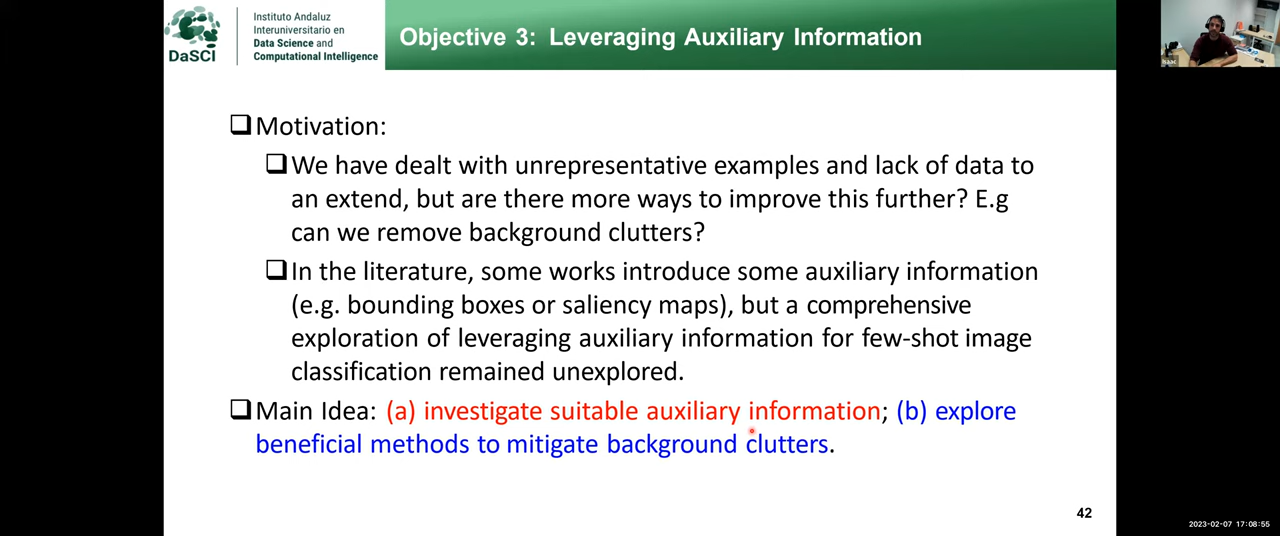 Instituto Andaluz
Interuniversitario en
Data Science and
Computational Intelligence
DaSCI
Objective 3: Leveraging Auxiliary Information
Isaac
Motivation:
We have dealt with unrepresentative examples and lack of data to
an extend, but are there more ways to improve this further? E.g
can we remove background clutters?
In the literature, some works introduce some auxiliary information
(e.g. bounding boxes or saliency maps), but a comprehensive
exploration of leveraging auxiliary information for few-shot image
classification remained unexplored.
Main Idea: (a) investigate suitable auxiliary information; (b) explore
beneficial methods to mitigate background clutters.
42
2023-02-07 17:08:55